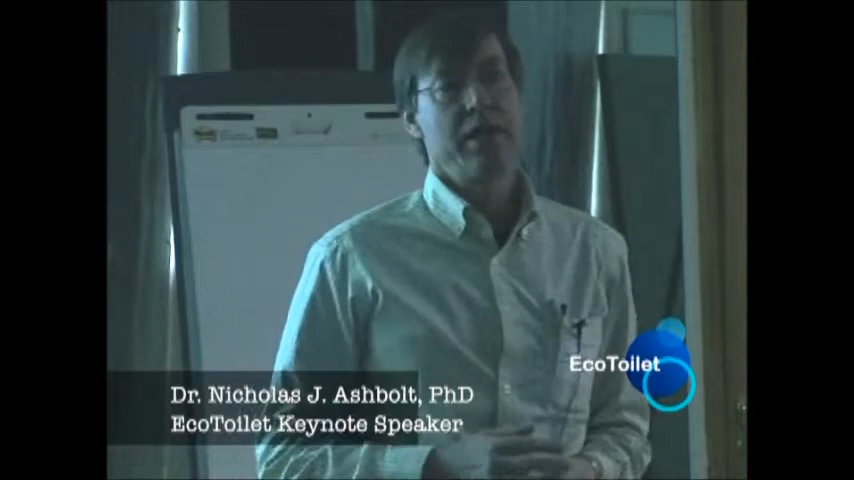 EcoToilet
Dr. Nicholas J. Ashbolt, PhD
EcoToilet Keynote Speaker